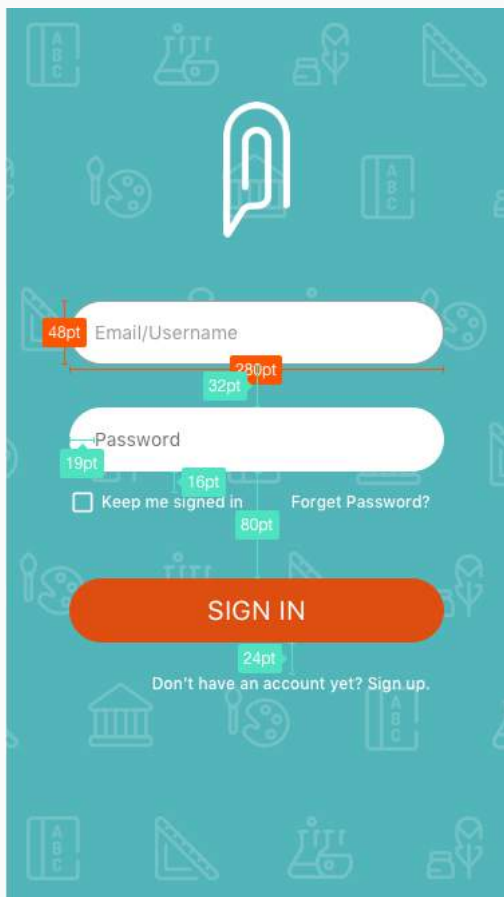 A
B
C
A
B
C
48pt
Email/Username
280pt
32pt
Password
19pt
16pt
Keep me signed in
Forget Password?
80pt
SIGN IN
24pt
Don't have an account yet? Sign up.
A
B
C
A
B
C